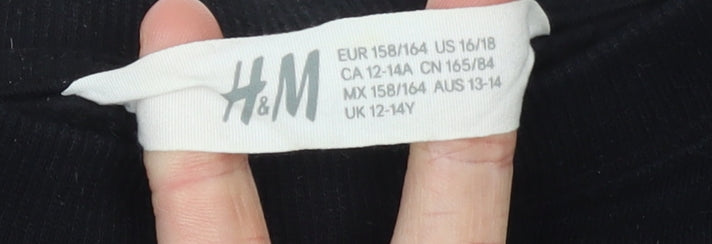 H&M
EUR 158/164 US 16/18
CA 12-14A CN 165/84
MX 158/164 AUS 13-14
UK 12-14Y